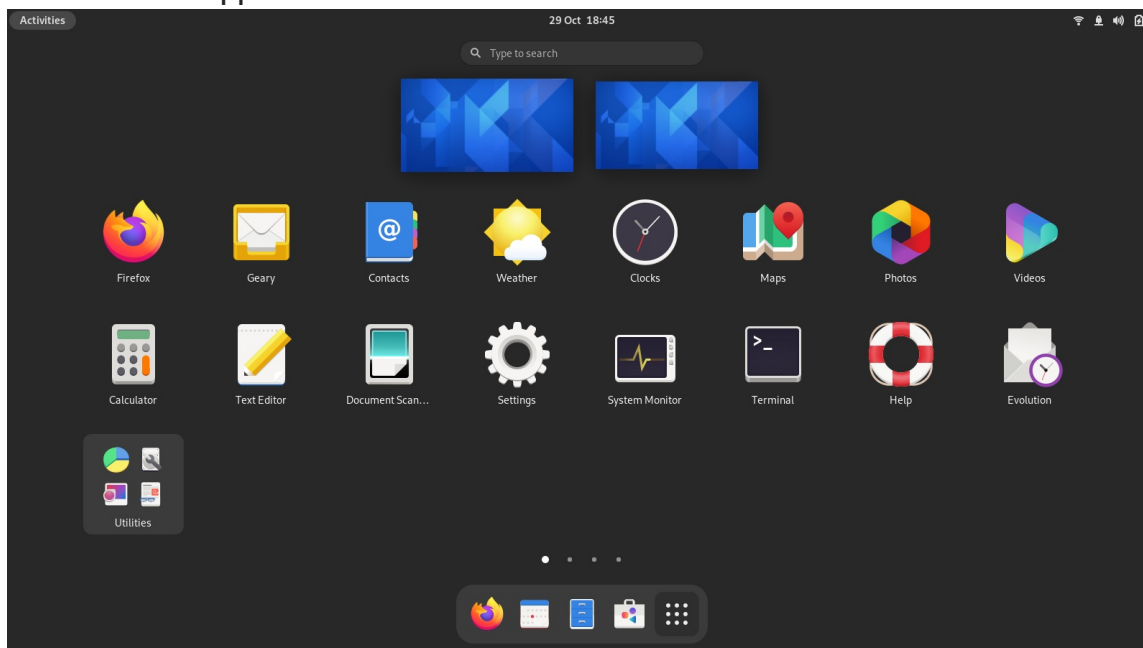 Activities 29 Oct 18:45
Type to search
Firefox Geary Contacts Weather Clocks Maps Photos Videos
Calculator Text Editor Document Scan... Settings System Monitor Terminal Help Evolution
Utilities